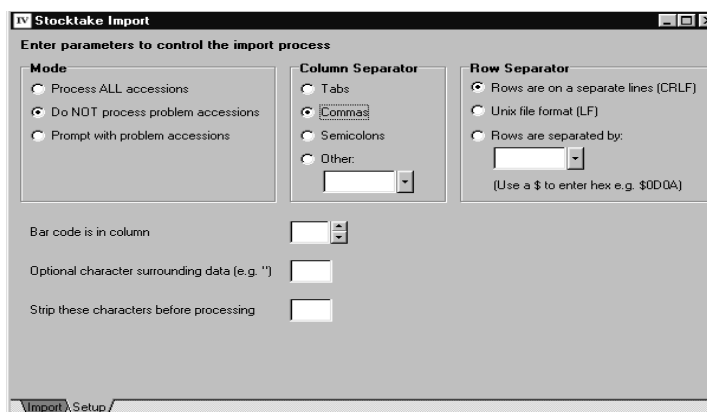 IV Stocktake Import
Enter parameters to control the import process
Mode
Process ALL accessions
Do NOT process problem accessions
Prompt with problem accessions
Column Separator
Tabs
Commas
Semicolons
Other:
Row Separator
Rows are on a separate lines (CRLF)
Unix file format (LF)
Rows are separated by:
(Use a $ to enter hex e.g. $0D0A)
Bar code is in column
Optional character surrounding data (e.g. ")
Strip these characters before processing
Import Setup